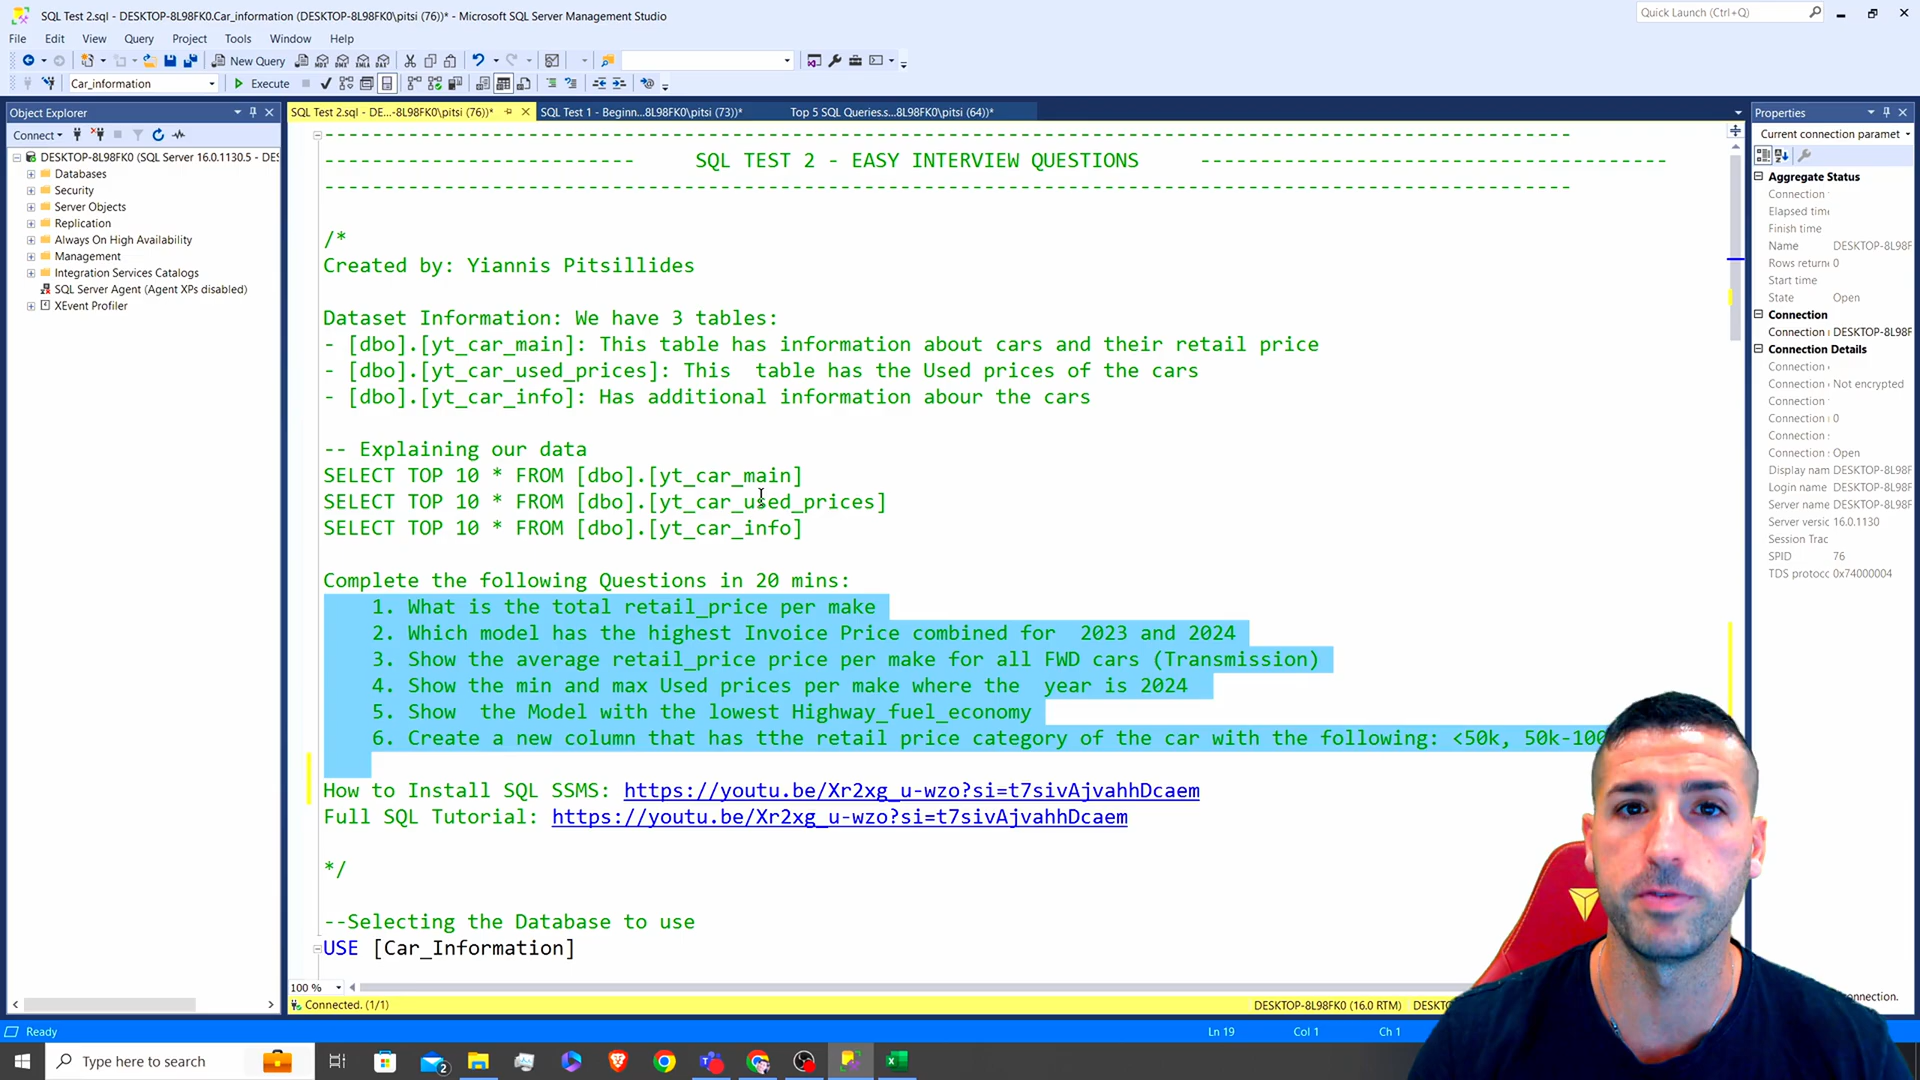 SQL Test 2.sql - DESKTOP-8L98FK0.Car_information (DESKTOP-8L98FK0\pitsi (76))* - Microsoft SQL Server Management Studio
Quick Launch (Ctrl+Q)
File Edit View Query Project Tools Window Help
New Query
Car_information
Execute
Object Explorer
SQL Test 2.sql - DE...-8L98FK0\pitsi (76))*
SQL Test 1 - Beginn...8L98FK0\pitsi (73))*
Top 5 SQL Queries.s...8L98FK0\pitsi (64))*
Properties
Connect
Current connection paramet
DESKTOP-8L98FK0 (SQL Server 16.0.1130.5 - DES
Databases
Security
Server Objects
Replication
Always On High Availability
Management
Integration Services Catalogs
SQL Server Agent (Agent XPs disabled)
XEvent Profiler
SQL TEST 2 - EASY INTERVIEW QUESTIONS
/*
Created by: Yiannis Pitsillides
Dataset Information: We have 3 tables:
- [dbo].[yt_car_main]: This table has information about cars and their retail price
- [dbo].[yt_car_used_prices]: This  table has the Used prices of the cars
- [dbo].[yt_car_info]: Has additional information abour the cars
-- Explaining our data
SELECT TOP 10 * FROM [dbo].[yt_car_main]
SELECT TOP 10 * FROM [dbo].[yt_car_used_prices]
SELECT TOP 10 * FROM [dbo].[yt_car_info]
Complete the following Questions in 20 mins:
1. What is the total retail_price per make
2. Which model has the highest Invoice Price combined for  2023 and 2024
3. Show the average retail_price price per make for all FWD cars (Transmission)
4. Show the min and max Used prices per make where the  year is 2024
5. Show  the Model with the lowest Highway_fuel_economy
6. Create a new column that has tthe retail price category of the car with the following: <50k, 50k-100
How to Install SQL SSMS: https://youtu.be/Xr2xg_u-wzo?si=t7sivAjvahhDcaem
Full SQL Tutorial: https://youtu.be/Xr2xg_u-wzo?si=t7sivAjvahhDcaem
*/
--Selecting the Database to use
USE [Car_Information]
100 %
Connected. (1/1)
DESKTOP-8L98FK0 (16.0 RTM)
DESKTO
Aggregate Status
Connection
Elapsed time
Finish time
Name DESKTOP-8L98F
Rows returne 0
Start time
State Open
Connection
Connection DESKTOP-8L98F
Connection Details
Connection
Connection Not encrypted
Connection
Connection 0
Connection
Connection Open
Display nam DESKTOP-8L98F
Login name DESKTOP-8L98F
Server name DESKTOP-8L98F
Server versic 16.0.1130
Session Trac
SPID 76
TDS protocc 0x74000004
onnection.
Ready
Ln 19
Col 1
Ch 1
Type here to search
2